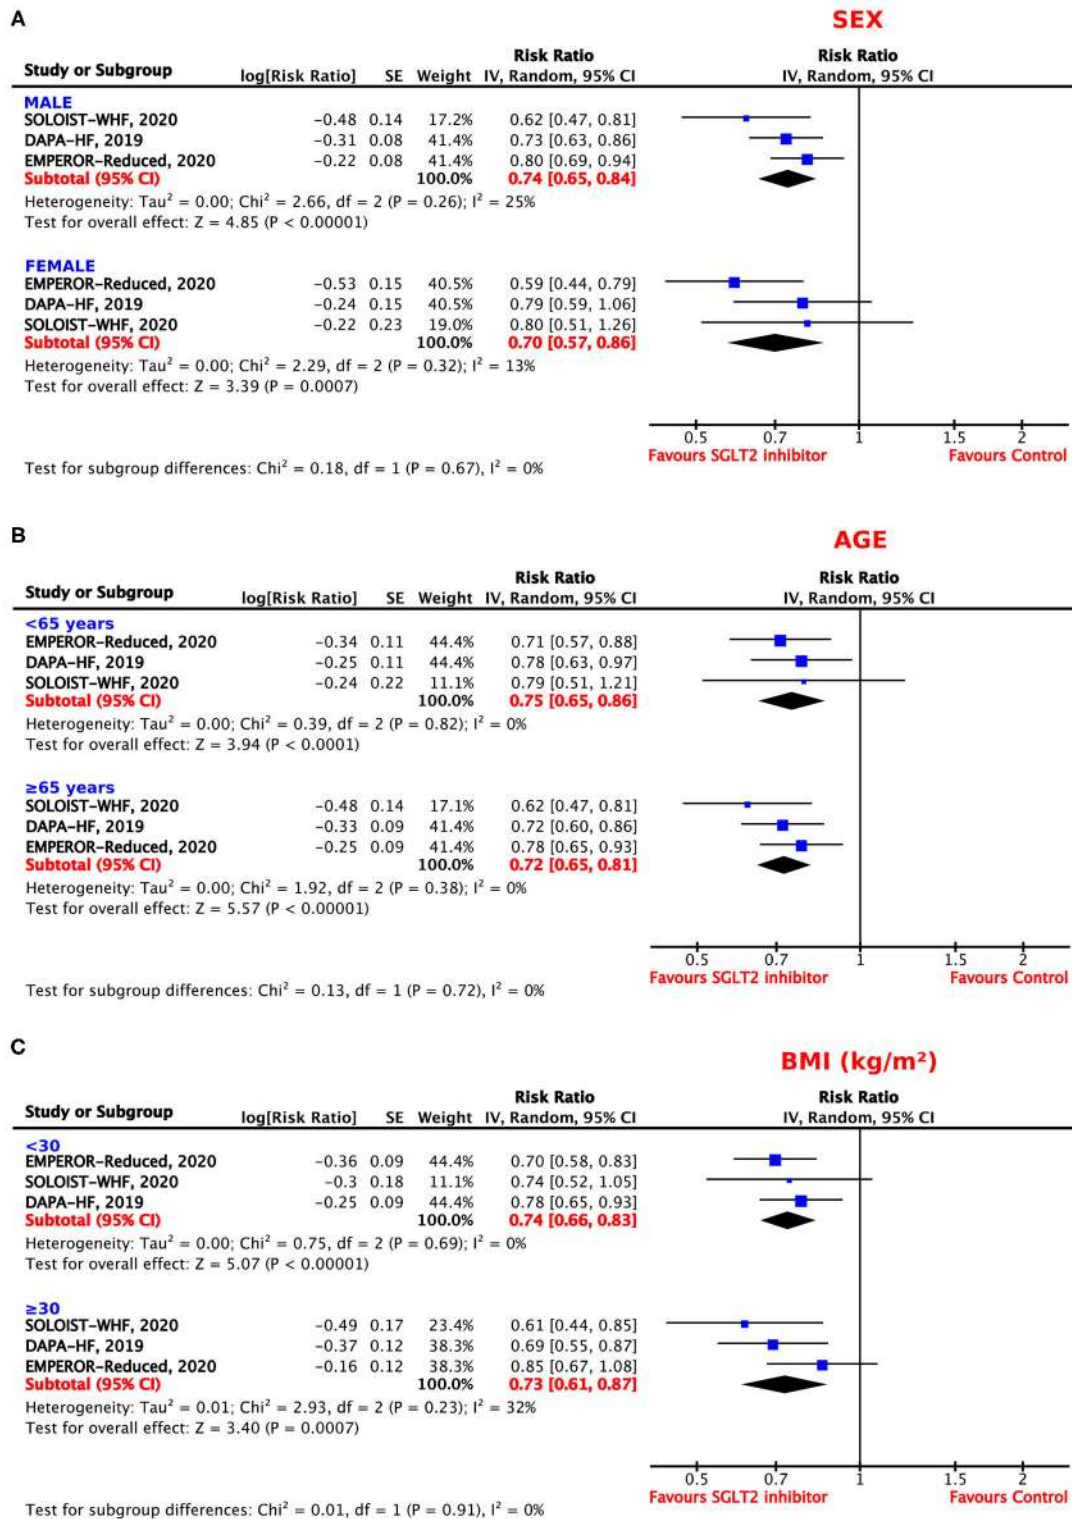 A
SEX
Risk Ratio Risk Ratio
Study or Subgroup log[Risk Ratio] SE Weight IV, Random, 95% CI IV, Random, 95% CI
MALE
SOLOIST-WHF, 2020 −0.48 0.14 17.2% 0.62 [0.47, 0.81]
DAPA-HF, 2019 −0.31 0.08 41.4% 0.73 [0.63, 0.86]
EMPEROR-Reduced, 2020 −0.22 0.08 41.4% 0.80 [0.69, 0.94]
Subtotal (95% CI) 100.0% 0.74 [0.65, 0.84]
Heterogeneity: Tau² = 0.00; Chi² = 2.66, df = 2 (P = 0.26); I² = 25%
Test for overall effect: Z = 4.85 (P < 0.00001)
FEMALE
EMPEROR-Reduced, 2020 −0.53 0.15 40.5% 0.59 [0.44, 0.79]
DAPA-HF, 2019 −0.24 0.15 40.5% 0.79 [0.59, 1.06]
SOLOIST-WHF, 2020 −0.22 0.23 19.0% 0.80 [0.51, 1.26]
Subtotal (95% CI) 100.0% 0.70 [0.57, 0.86]
Heterogeneity: Tau² = 0.00; Chi² = 2.29, df = 2 (P = 0.32); I² = 13%
Test for overall effect: Z = 3.39 (P = 0.0007)
0.5 0.7 1 1.5 2
Favours SGLT2 inhibitor Favours Control
Test for subgroup differences: Chi² = 0.18, df = 1 (P = 0.67), I² = 0%
B
AGE
Risk Ratio Risk Ratio
Study or Subgroup log[Risk Ratio] SE Weight IV, Random, 95% CI IV, Random, 95% CI
<65 years
EMPEROR-Reduced, 2020 −0.34 0.11 44.4% 0.71 [0.57, 0.88]
DAPA-HF, 2019 −0.25 0.11 44.4% 0.78 [0.63, 0.97]
SOLOIST-WHF, 2020 −0.24 0.22 11.1% 0.79 [0.51, 1.21]
Subtotal (95% CI) 100.0% 0.75 [0.65, 0.86]
Heterogeneity: Tau² = 0.00; Chi² = 0.39, df = 2 (P = 0.82); I² = 0%
Test for overall effect: Z = 3.94 (P < 0.0001)
≥65 years
SOLOIST-WHF, 2020 −0.48 0.14 17.1% 0.62 [0.47, 0.81]
DAPA-HF, 2019 −0.33 0.09 41.4% 0.72 [0.60, 0.86]
EMPEROR-Reduced, 2020 −0.25 0.09 41.4% 0.78 [0.65, 0.93]
Subtotal (95% CI) 100.0% 0.72 [0.65, 0.81]
Heterogeneity: Tau² = 0.00; Chi² = 1.92, df = 2 (P = 0.38); I² = 0%
Test for overall effect: Z = 5.57 (P < 0.00001)
0.5 0.7 1 1.5 2
Favours SGLT2 inhibitor Favours Control
Test for subgroup differences: Chi² = 0.13, df = 1 (P = 0.72), I² = 0%
C
BMI (kg/m²)
Risk Ratio Risk Ratio
Study or Subgroup log[Risk Ratio] SE Weight IV, Random, 95% CI IV, Random, 95% CI
<30
EMPEROR-Reduced, 2020 −0.36 0.09 44.4% 0.70 [0.58, 0.83]
SOLOIST-WHF, 2020 −0.3 0.18 11.1% 0.74 [0.52, 1.05]
DAPA-HF, 2019 −0.25 0.09 44.4% 0.78 [0.65, 0.93]
Subtotal (95% CI) 100.0% 0.74 [0.66, 0.83]
Heterogeneity: Tau² = 0.00; Chi² = 0.75, df = 2 (P = 0.69); I² = 0%
Test for overall effect: Z = 5.07 (P < 0.00001)
≥30
SOLOIST-WHF, 2020 −0.49 0.17 23.4% 0.61 [0.44, 0.85]
DAPA-HF, 2019 −0.37 0.12 38.3% 0.69 [0.55, 0.87]
EMPEROR-Reduced, 2020 −0.16 0.12 38.3% 0.85 [0.67, 1.08]
Subtotal (95% CI) 100.0% 0.73 [0.61, 0.87]
Heterogeneity: Tau² = 0.01; Chi² = 2.93, df = 2 (P = 0.23); I² = 32%
Test for overall effect: Z = 3.40 (P = 0.0007)
0.5 0.7 1 1.5 2
Favours SGLT2 inhibitor Favours Control
Test for subgroup differences: Chi² = 0.01, df = 1 (P = 0.91), I² = 0%